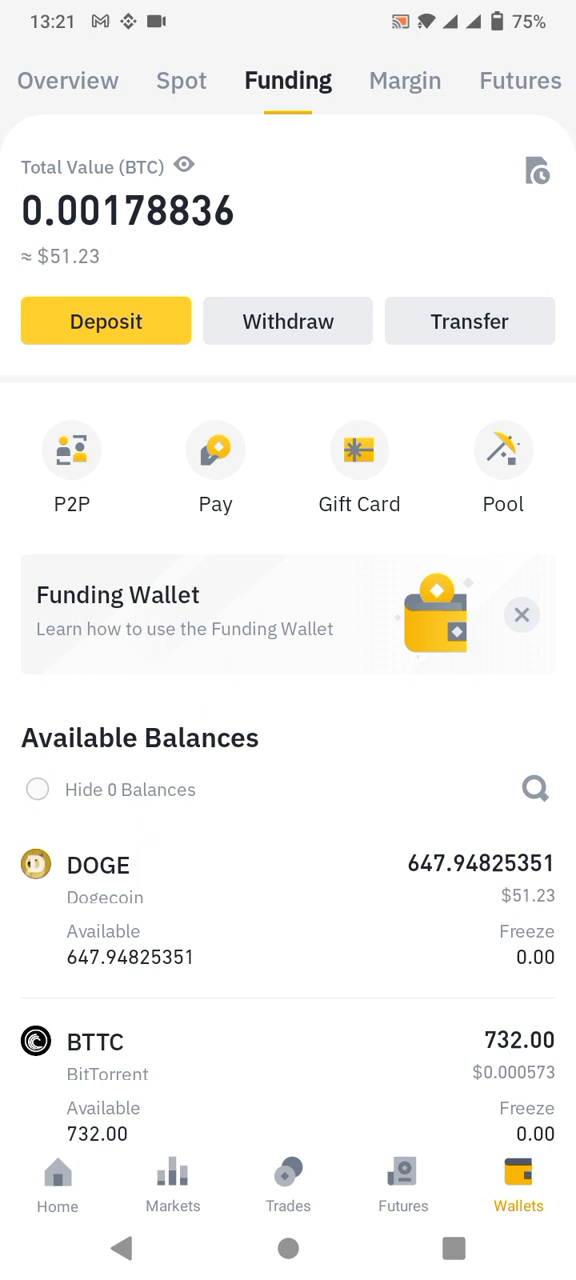 13:21 75%
Overview Spot Funding Margin Futures
Total Value (BTC)
0.00178836
≈ $51.23
Deposit Withdraw Transfer
P2P Pay Gift Card Pool
Funding Wallet
Learn how to use the Funding Wallet
Available Balances
Hide 0 Balances
DOGE 647.94825351
Dogecoin $51.23
Available Freeze
647.94825351 0.00
BTTC 732.00
BitTorrent $0.000573
Available Freeze
732.00 0.00
Home Markets Trades Futures Wallets